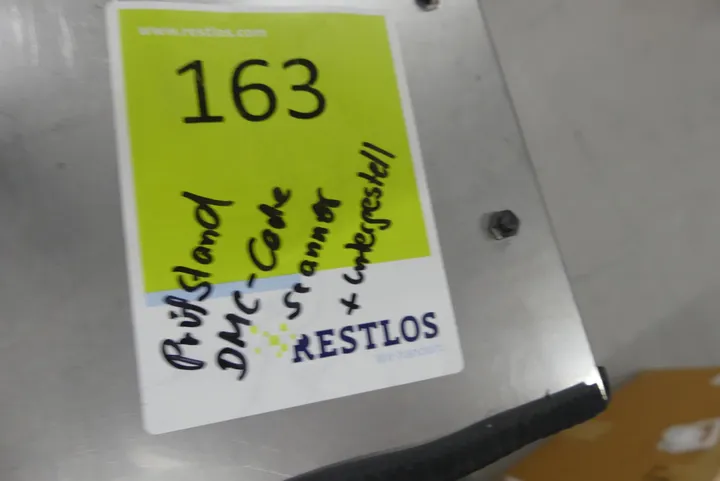 www.restlos.com
163
Prüfstand
DMC-Code
scanner
+ Untergestell
RESTLOS